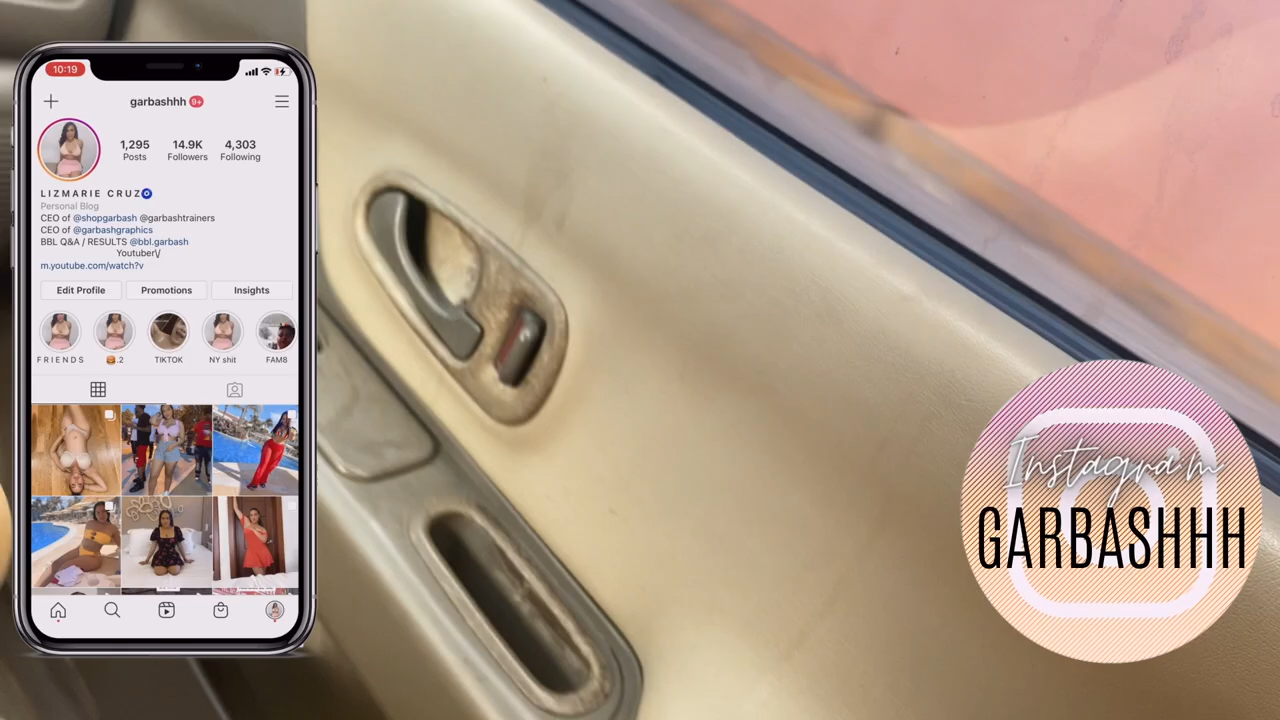 10:19
garbashhh 9+
1,295 14.9K 4,303
Posts Followers Following
LIZMARIE CRUZ
Personal Blog
CEO of @shopgarbash @garbashtrainers
CEO of @garbashgraphics
BBL Q&A / RESULTS @bbl.garbash
Youtuber\/
m.youtube.com/watch?v
Edit Profile Promotions Insights
FRIENDS 🍔.2 TIKTOK NY shit FAM8
Instagram
GARBASHHH